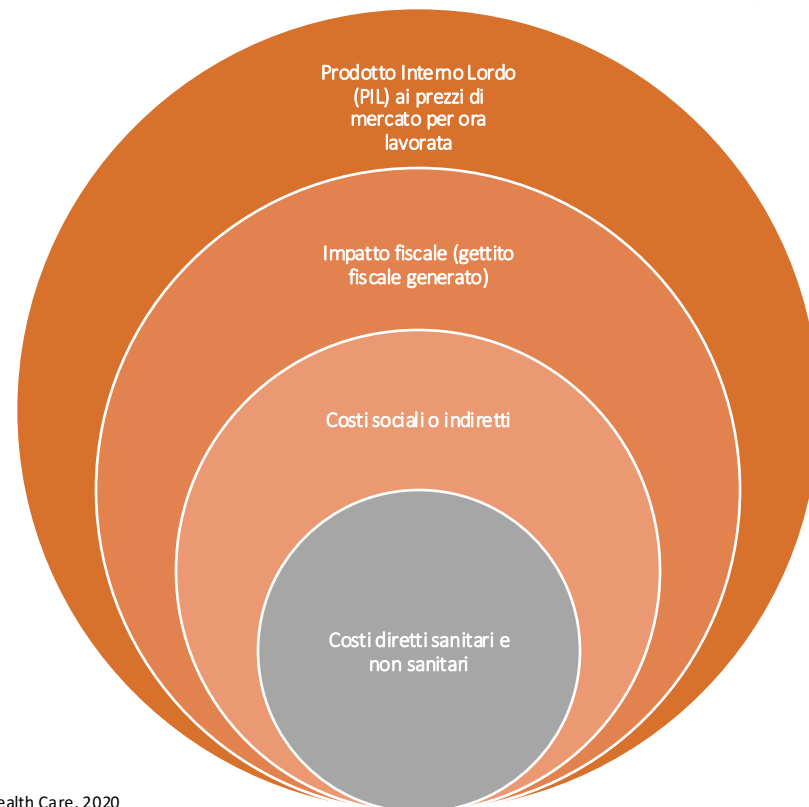 Prodotto Interno Lordo
(PIL) ai prezzi di
mercato per ora
lavorata
Impatto fiscale (gettito
fiscale generato)
Costi sociali o indiretti
Costi diretti sanitari e
non sanitari
ealth Care, 2020